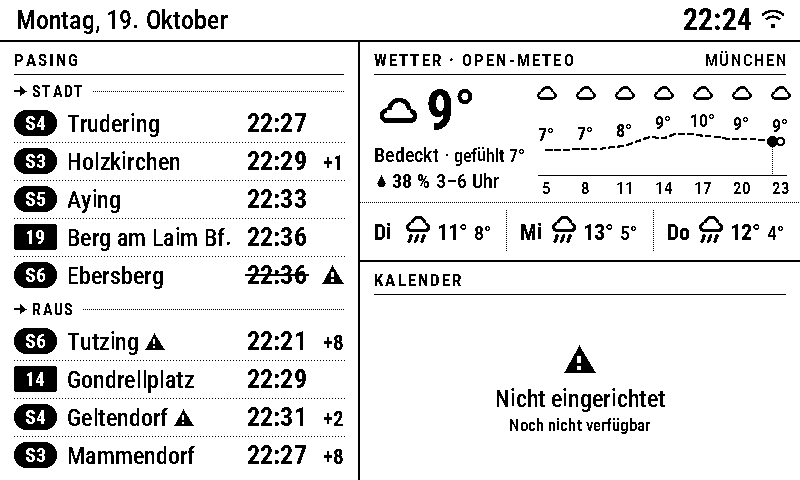 Montag, 19. Oktober 22:24
PASING
→ STADT
S4 Trudering 22:27
S3 Holzkirchen 22:29 +1
S5 Aying 22:33
19 Berg am Laim Bf. 22:36
S6 Ebersberg 22:36
→ RAUS
S6 Tutzing 22:21 +8
14 Gondrellplatz 22:29
S4 Geltendorf 22:31 +2
S3 Mammendorf 22:27 +8
WETTER · OPEN-METEO MÜNCHEN
9°
Bedeckt · gefühlt 7°
38 % 3–6 Uhr
7° 7° 8° 9° 10° 9° 9°
5 8 11 14 17 20 23
Di 11° 8° Mi 13° 5° Do 12° 4°
KALENDER
Nicht eingerichtet
Noch nicht verfügbar